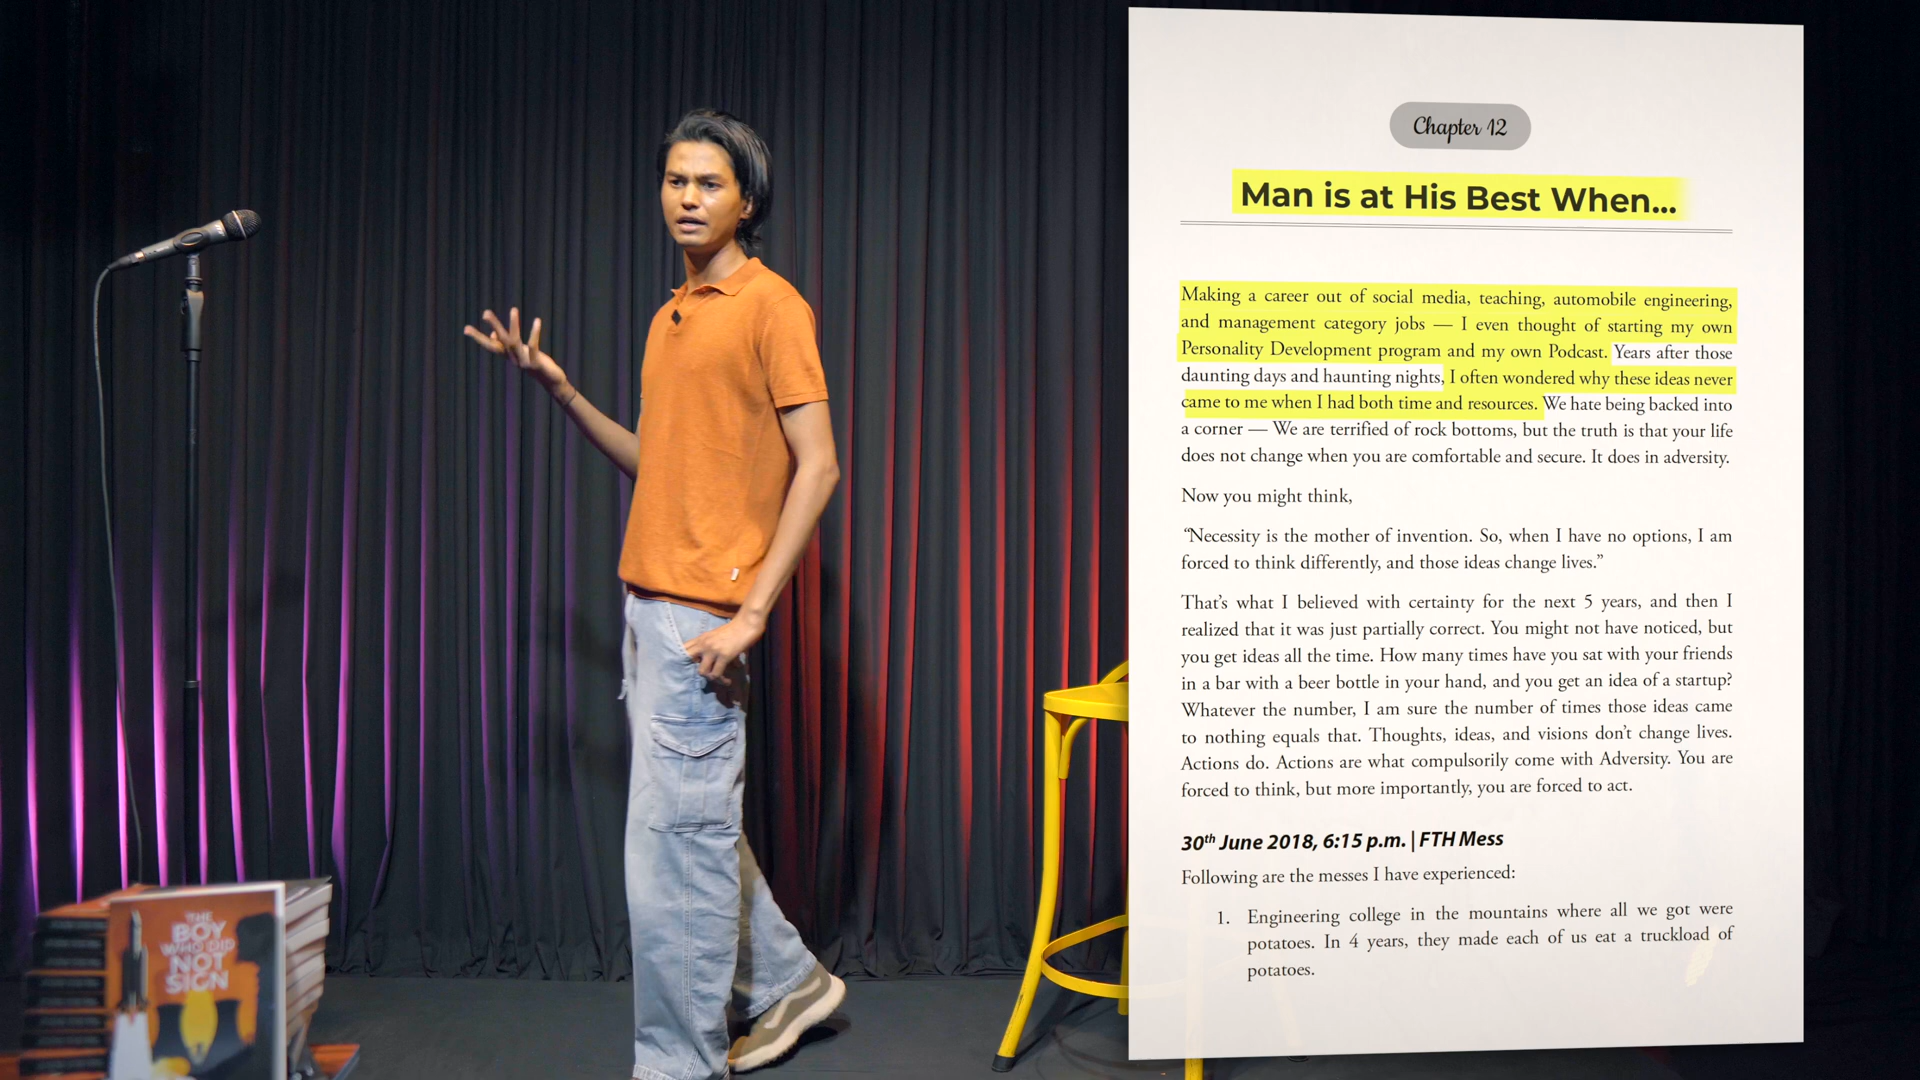 Chapter 12
Man is at His Best When...
Making a career out of social media, teaching, automobile engineering,
and management category jobs — I even thought of starting my own
Personality Development program and my own Podcast. Years after those
daunting days and haunting nights, I often wondered why these ideas never
came to me when I had both time and resources. We hate being backed into
a corner — We are terrified of rock bottoms, but the truth is that your life
does not change when you are comfortable and secure. It does in adversity.
Now you might think,
“Necessity is the mother of invention. So, when I have no options, I am
forced to think differently, and those ideas change lives.”
That’s what I believed with certainty for the next 5 years, and then I
realized that it was just partially correct. You might not have noticed, but
you get ideas all the time. How many times have you sat with your friends
in a bar with a beer bottle in your hand, and you get an idea of a startup?
Whatever the number, I am sure the number of times those ideas came
to nothing equals that. Thoughts, ideas, and visions don’t change lives.
Actions do. Actions are what compulsorily come with Adversity. You are
forced to think, but more importantly, you are forced to act.
30th June 2018, 6:15 p.m. | FTH Mess
Following are the messes I have experienced:
1. Engineering college in the mountains where all we got were
potatoes. In 4 years, they made each of us eat a truckload of
potatoes.
THE
BOY
WHO DID
NOT
SIGN